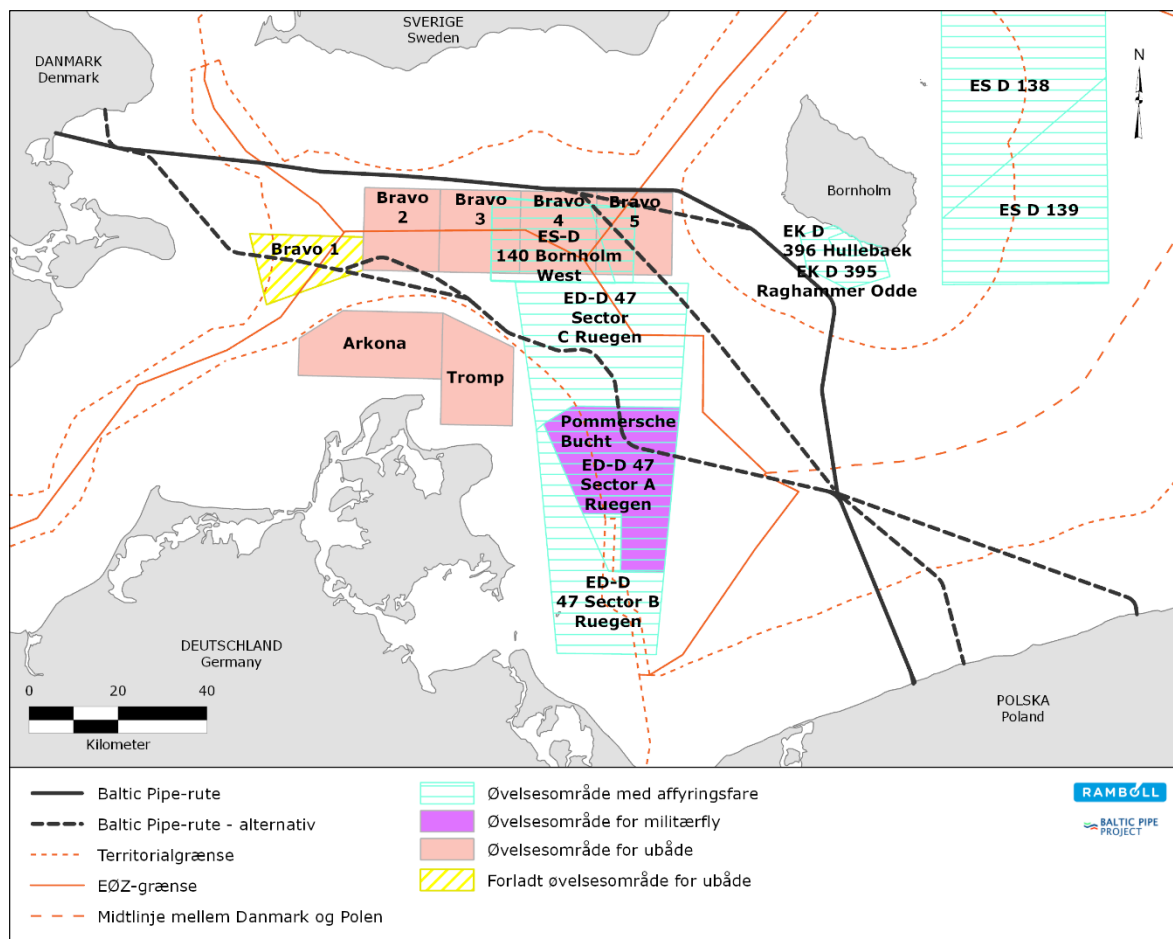 SVERIGE
Sweden
DANMARK
Denmark
N
ES D 138
Bornholm
ES D 139
Bravo
2
Bravo
3
Bravo
4
Bravo
5
Bravo 1
ES-D
140 Bornholm
West
EK D
396 Hullebaek
EK D 395
Raghammer Odde
ED-D 47
Sector
C Ruegen
Arkona
Tromp
Pommersche
Bucht
ED-D 47
Sector A
Ruegen
ED-D
47 Sector B
Ruegen
DEUTSCHLAND
Germany
POLSKA
Poland
0 20 40
Kilometer
Baltic Pipe-rute
Baltic Pipe-rute - alternativ
Territorialgrænse
EØZ-grænse
Midtlinje mellem Danmark og Polen
Øvelsesområde med affyringsfare
Øvelsesområde for militærfly
Øvelsesområde for ubåde
Forladt øvelsesområde for ubåde
RAMBOLL
BALTIC PIPE
PROJECT